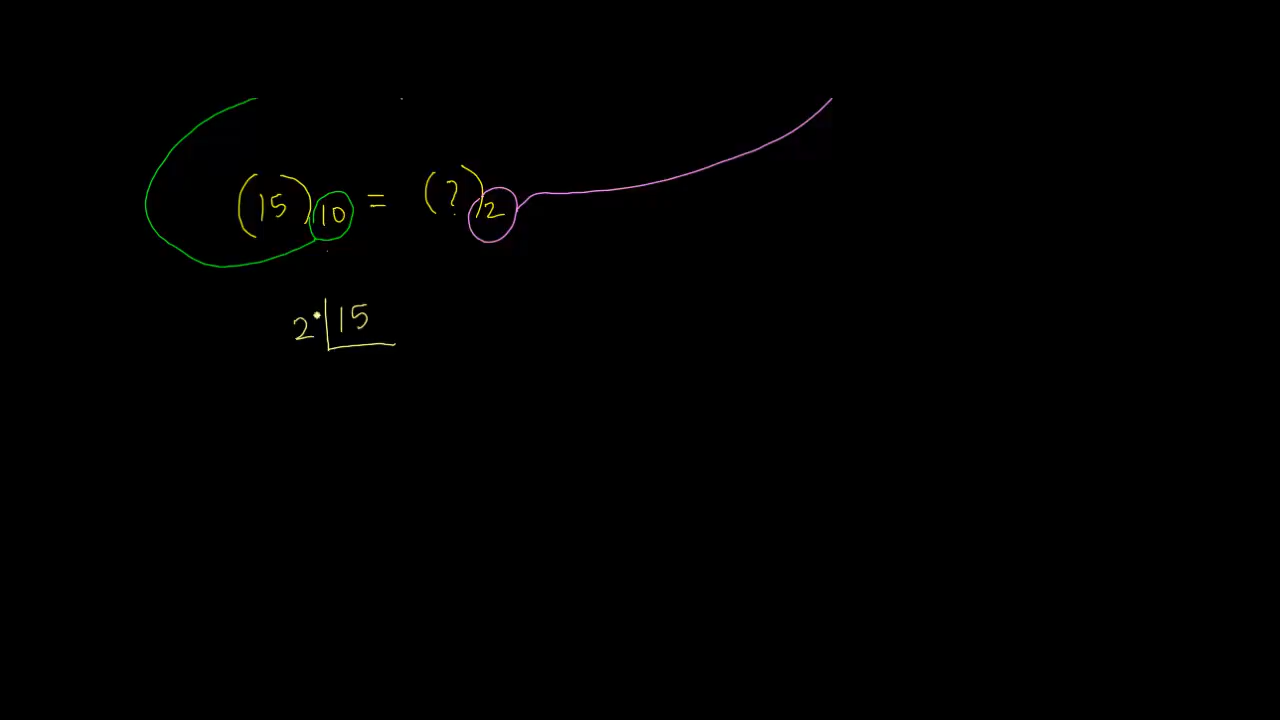 (15)10 = (?)2
2 | 15